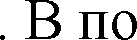 . В по